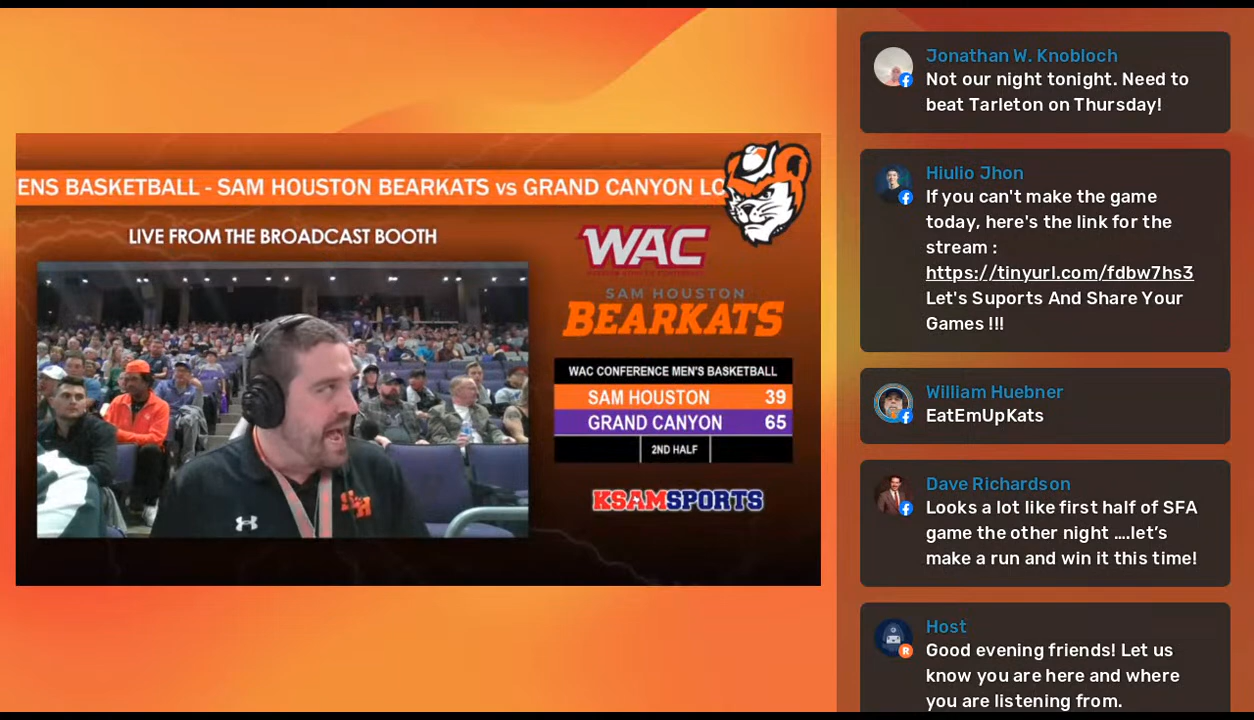 ENS BASKETBALL - SAM HOUSTON BEARKATS vs GRAND CANYON LO
LIVE FROM THE BROADCAST BOOTH
WAC
SAM HOUSTON
BEARKATS
WAC CONFERENCE MEN'S BASKETBALL
SAM HOUSTON 39
GRAND CANYON 65
2ND HALF
KSAMSPORTS
SH
Jonathan W. Knobloch
Not our night tonight. Need to
beat Tarleton on Thursday!
Hiulio Jhon
If you can't make the game
today, here's the link for the
stream :
https://tinyurl.com/fdbw7hs3
Let's Suports And Share Your
Games !!!
William Huebner
EatEmUpKats
Dave Richardson
Looks a lot like first half of SFA
game the other night ….let’s
make a run and win it this time!
Host
R
Good evening friends! Let us
know you are here and where
you are listening from.